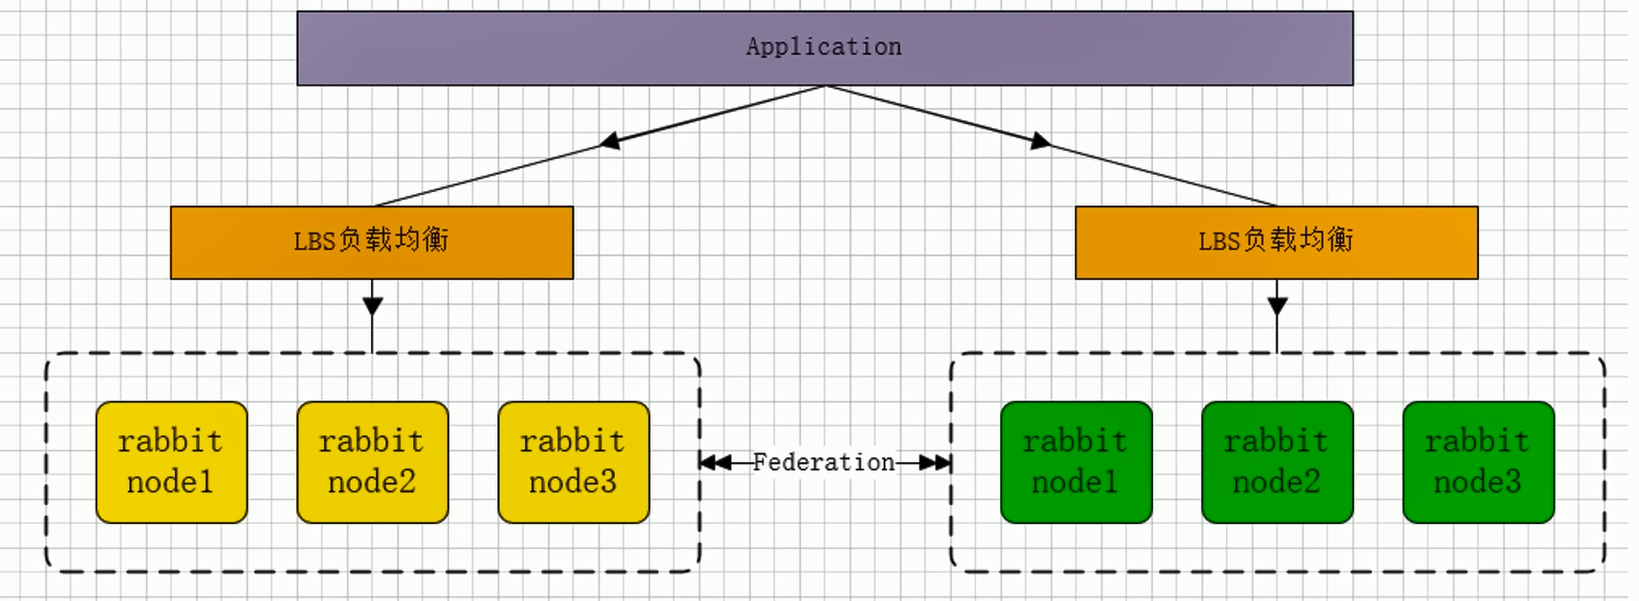 Application
LBS负载均衡
LBS负载均衡
rabbit
node1
rabbit
node2
rabbit
node3
Federation
rabbit
node1
rabbit
node2
rabbit
node3